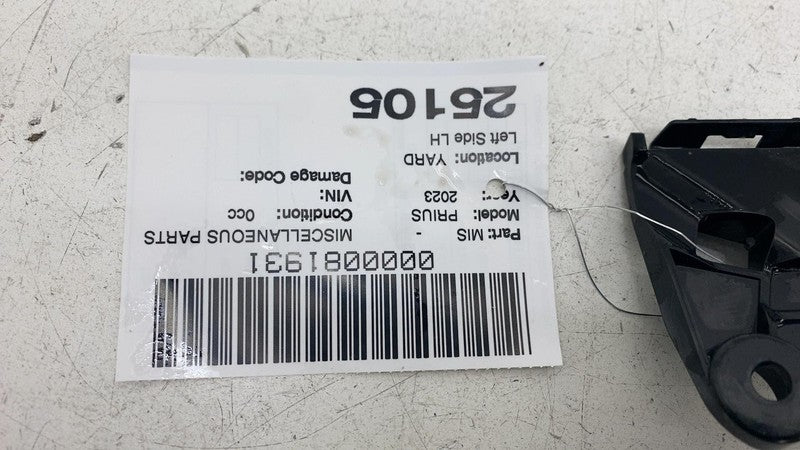 0000081931
Part: MIS - MISCELLANEOUS PARTS
Model: PRIUS Condition: 0cc
Year: 2023 VIN:
Location: YARD Damage Code:
Left Side LH
25105